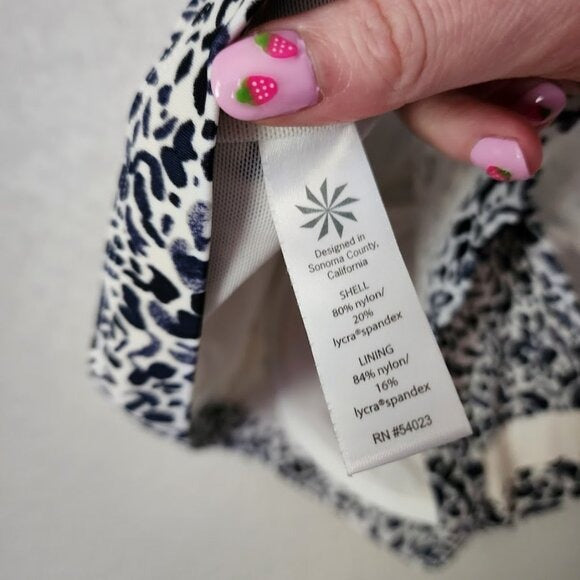 Designed in
Sonoma County,
California
SHELL
80% nylon/
20%
lycra®spandex
LINING
84% nylon/
16%
lycra®spandex
RN #54023